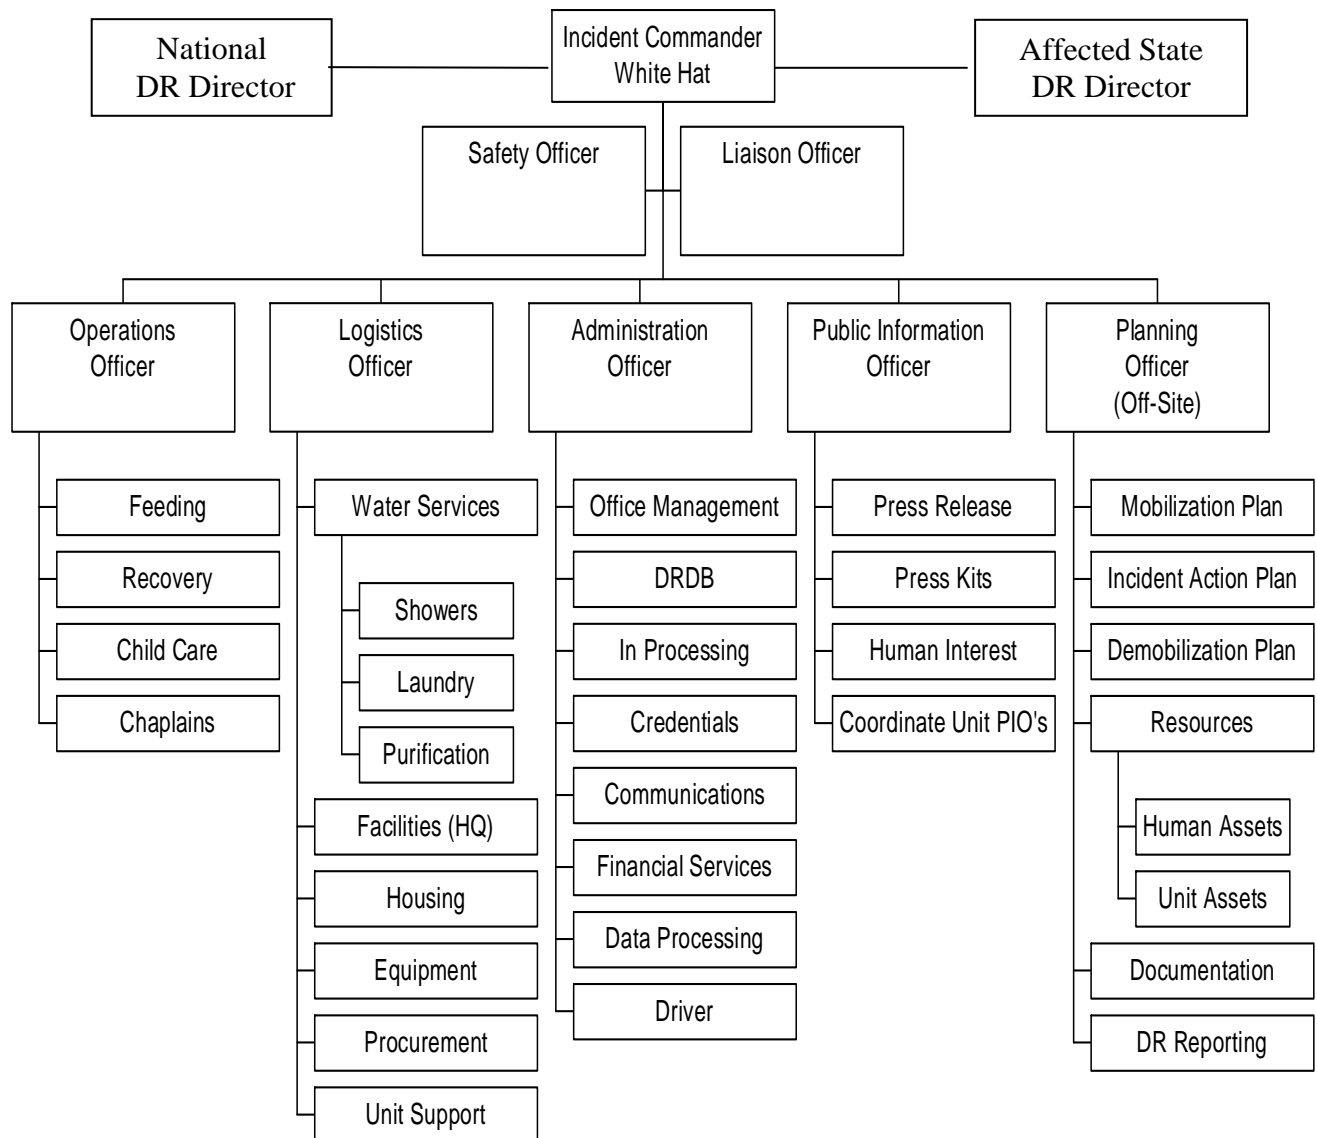 National
DR Director
Incident Commander
White Hat
Affected State
DR Director
Safety Officer
Liaison Officer
Operations
Officer
Logistics
Officer
Administration
Officer
Public Information
Officer
Planning
Officer
(Off-Site)
Feeding
Recovery
Child Care
Chaplains
Water Services
Showers
Laundry
Purification
Facilities (HQ)
Housing
Equipment
Procurement
Unit Support
Office Management
DRDB
In Processing
Credentials
Communications
Financial Services
Data Processing
Driver
Press Release
Press Kits
Human Interest
Coordinate Unit PIO's
Mobilization Plan
Incident Action Plan
Demobilization Plan
Resources
Human Assets
Unit Assets
Documentation
DR Reporting